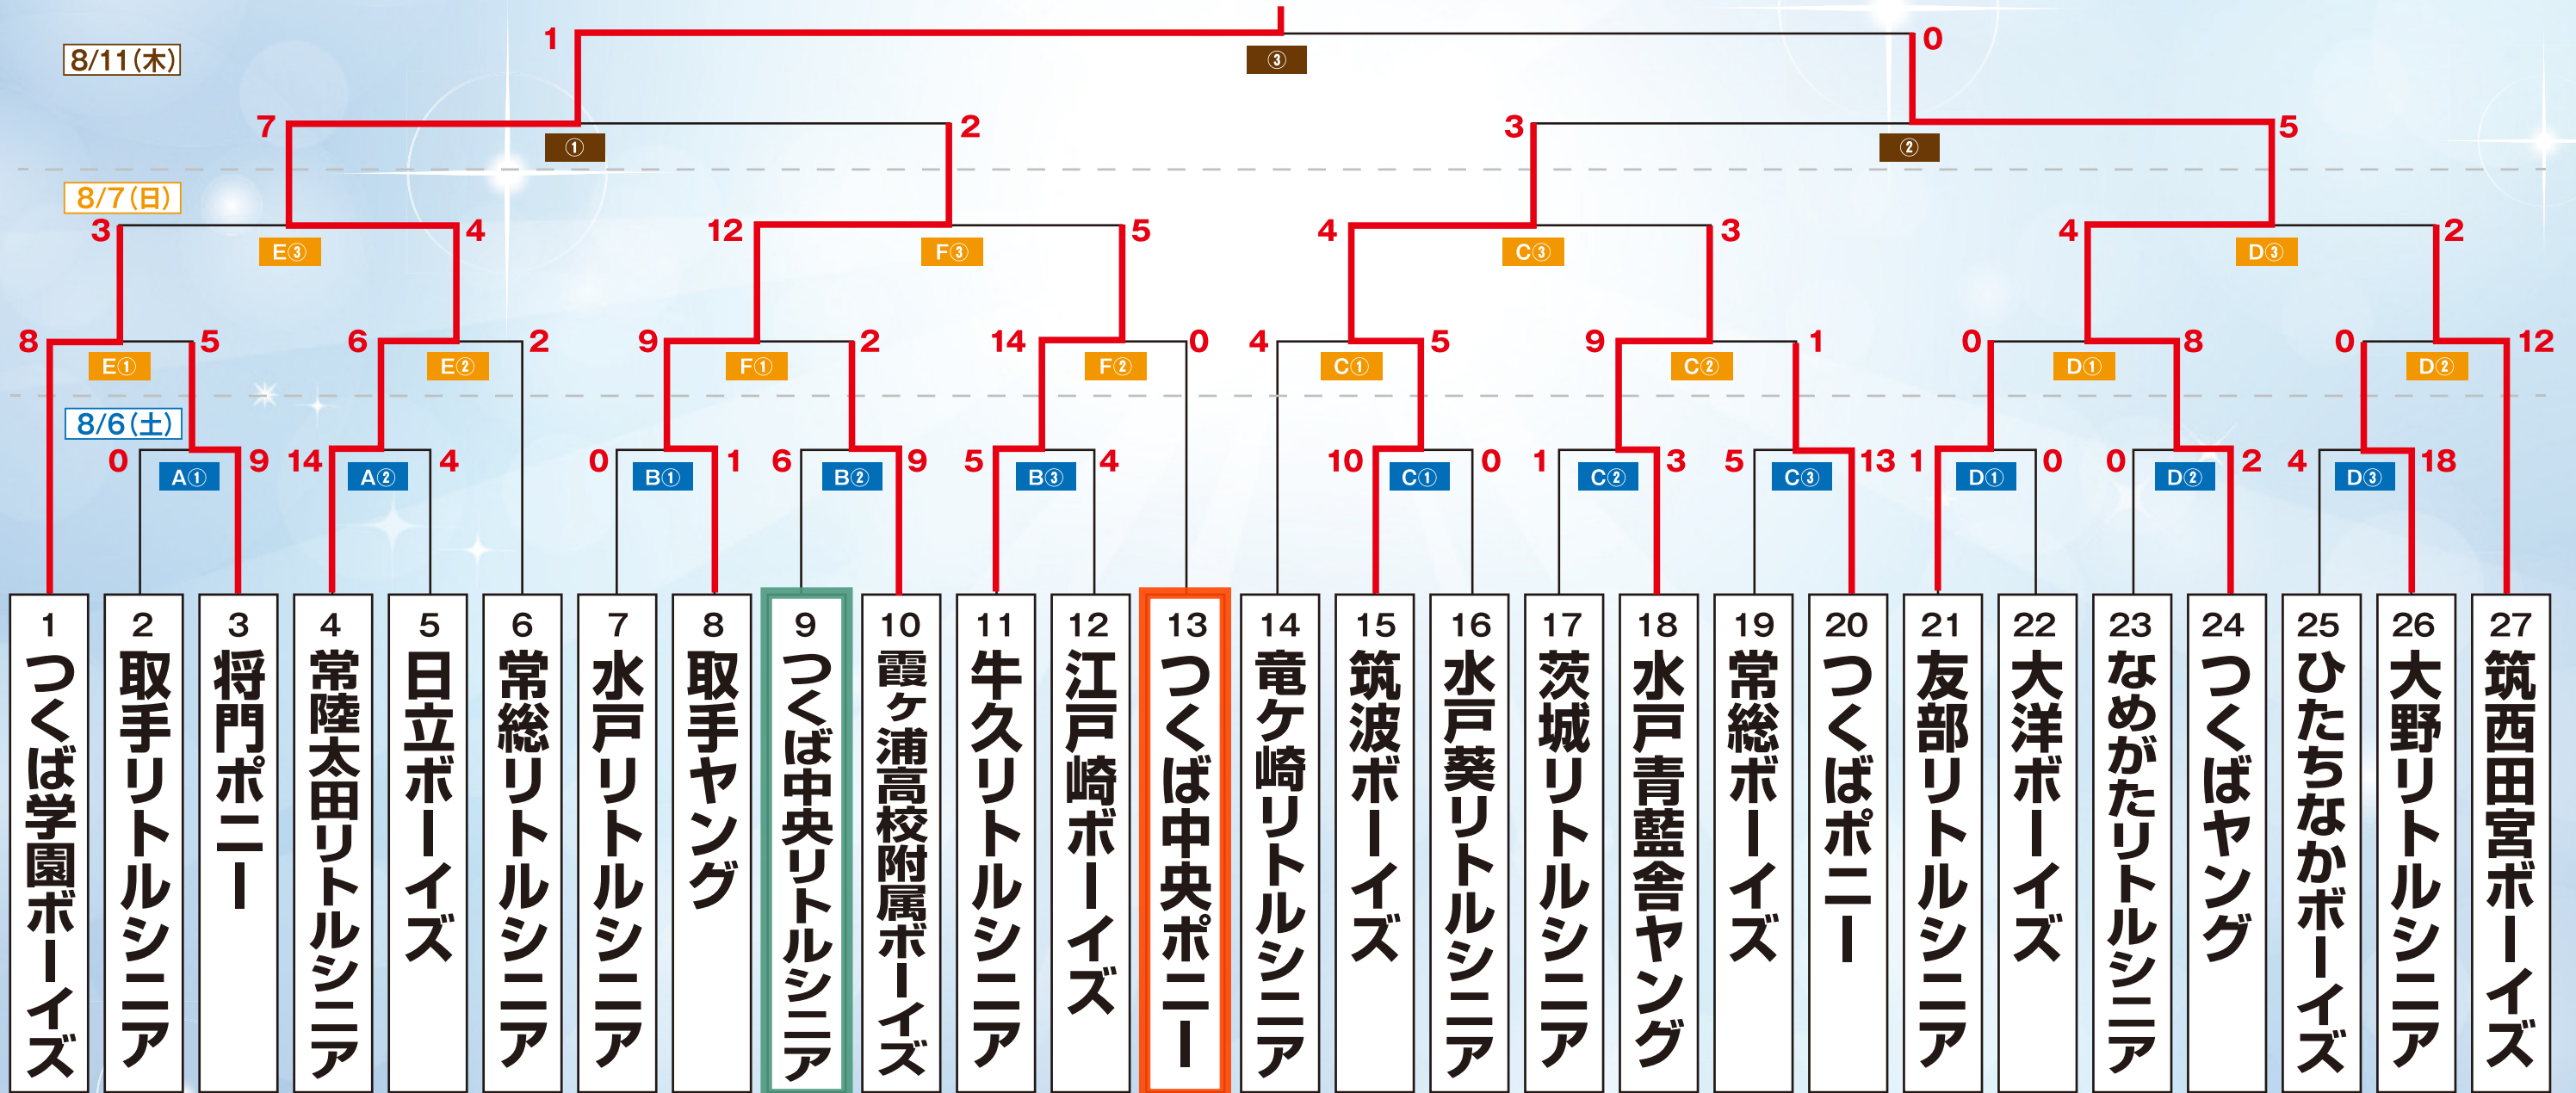 1 0
8/11(木) ③
7 2 3 5
① ②
8/7(日)
3 4 12 5 4 3 4 2
E③ F③ C③ D③
8 5 6 2 9 2 14 0 4 5 9 1 0 8 0 12
E① E② F① F② C① C② D① D②
8/6(土)
0 9 14 4 0 1 6 9 5 4 10 0 1 3 5 13 1 0 0 2 4 18
A① A② B① B② B③ C① C② C③ D① D② D③
1 つくば学園ボーイズ
2 取手リトルシニア
3 将門ポニー
4 常陸太田リトルシニア
5 日立ボーイズ
6 常総リトルシニア
7 水戸リトルシニア
8 取手ヤング
9 つくば中央リトルシニア
10 霞ヶ浦高校附属ボーイズ
11 牛久リトルシニア
12 江戸崎ボーイズ
13 つくば中央ポニー
14 竜ケ崎リトルシニア
15 筑波ボーイズ
16 水戸葵リトルシニア
17 茨城リトルシニア
18 水戸青藍舎ヤング
19 常総ボーイズ
20 つくばポニー
21 友部リトルシニア
22 大洋ボーイズ
23 なめがたリトルシニア
24 つくばヤング
25 ひたちなかボーイズ
26 大野リトルシニア
27 筑西田宮ボーイズ